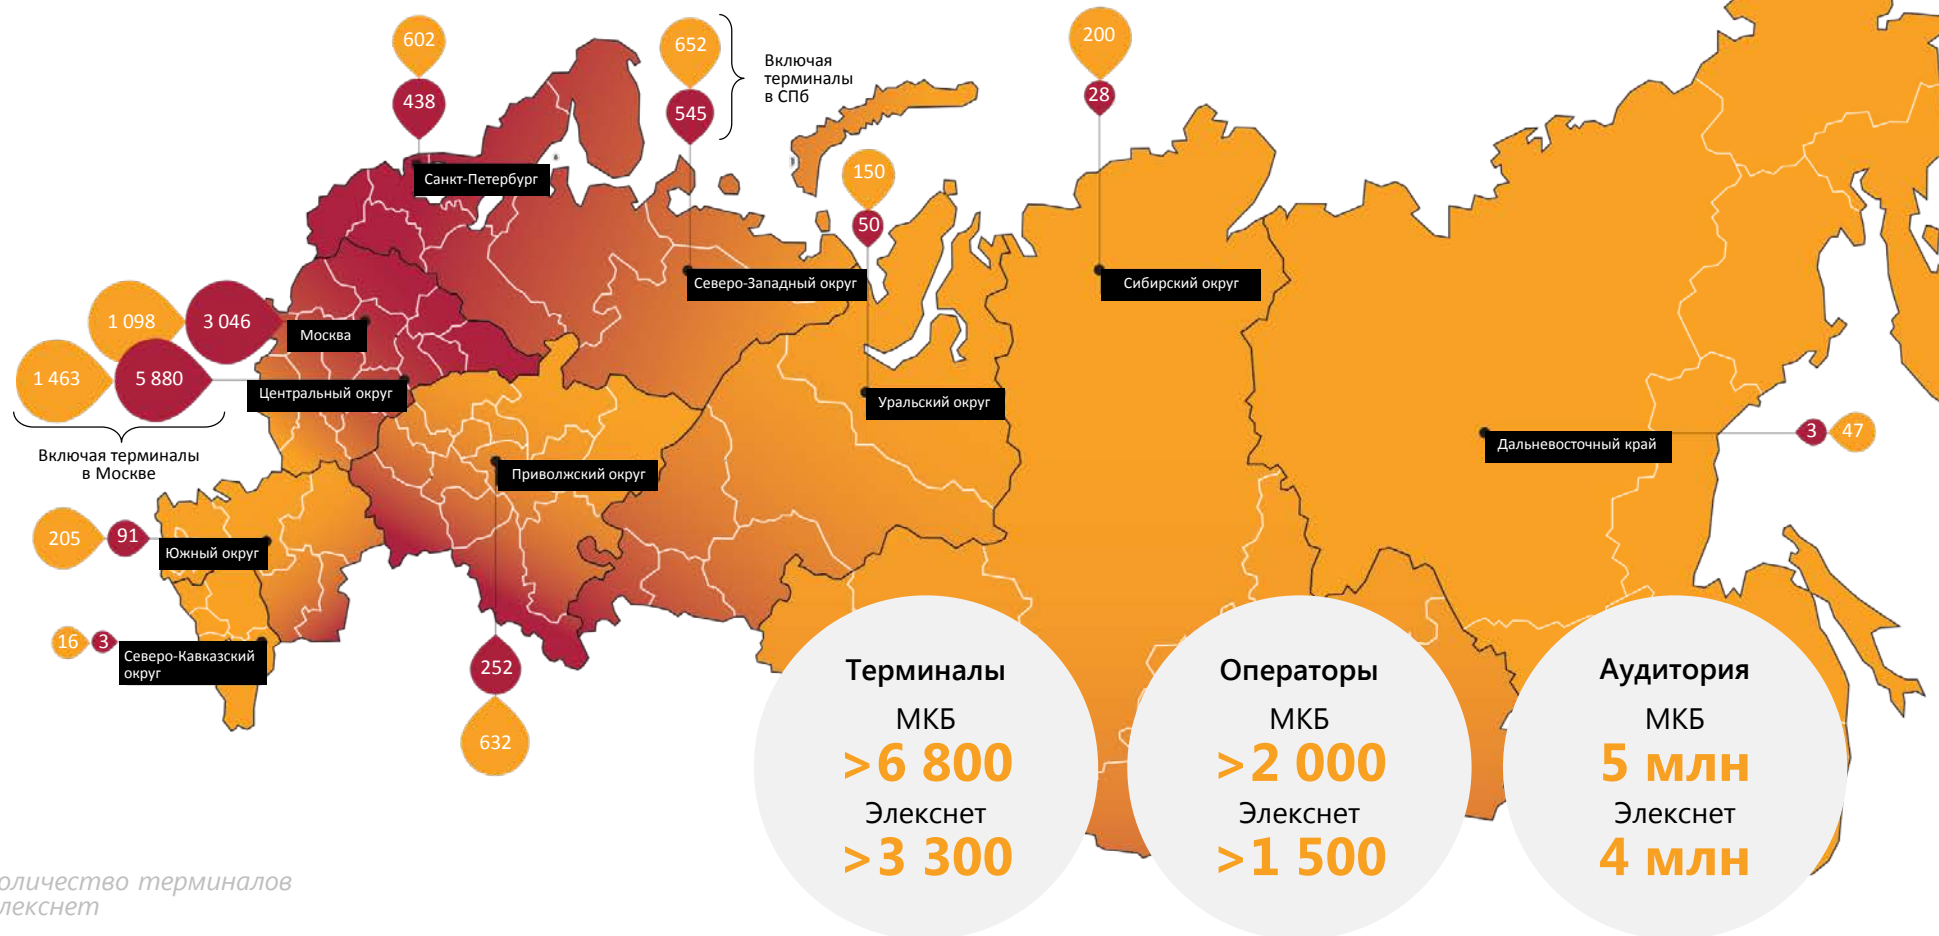 602
438
Санкт-Петербург
652
545
Включая
терминалы
в СПб
200
28
Сибирский округ
150
50
Северо-Западный округ
Уральский округ
1 098
3 046
Москва
1 463
5 880
Центральный округ
Включая терминалы
в Москве
Приволжский округ
252
632
Дальневосточный край
3
47
205
91
Южный округ
16
3
Северо-Кавказский
округ
Терминалы
МКБ
>6 800
Элекснет
>3 300
Операторы
МКБ
>2 000
Элекснет
>1 500
Аудитория
МКБ
5 млн
Элекснет
4 млн
оличество терминалов
лекснет